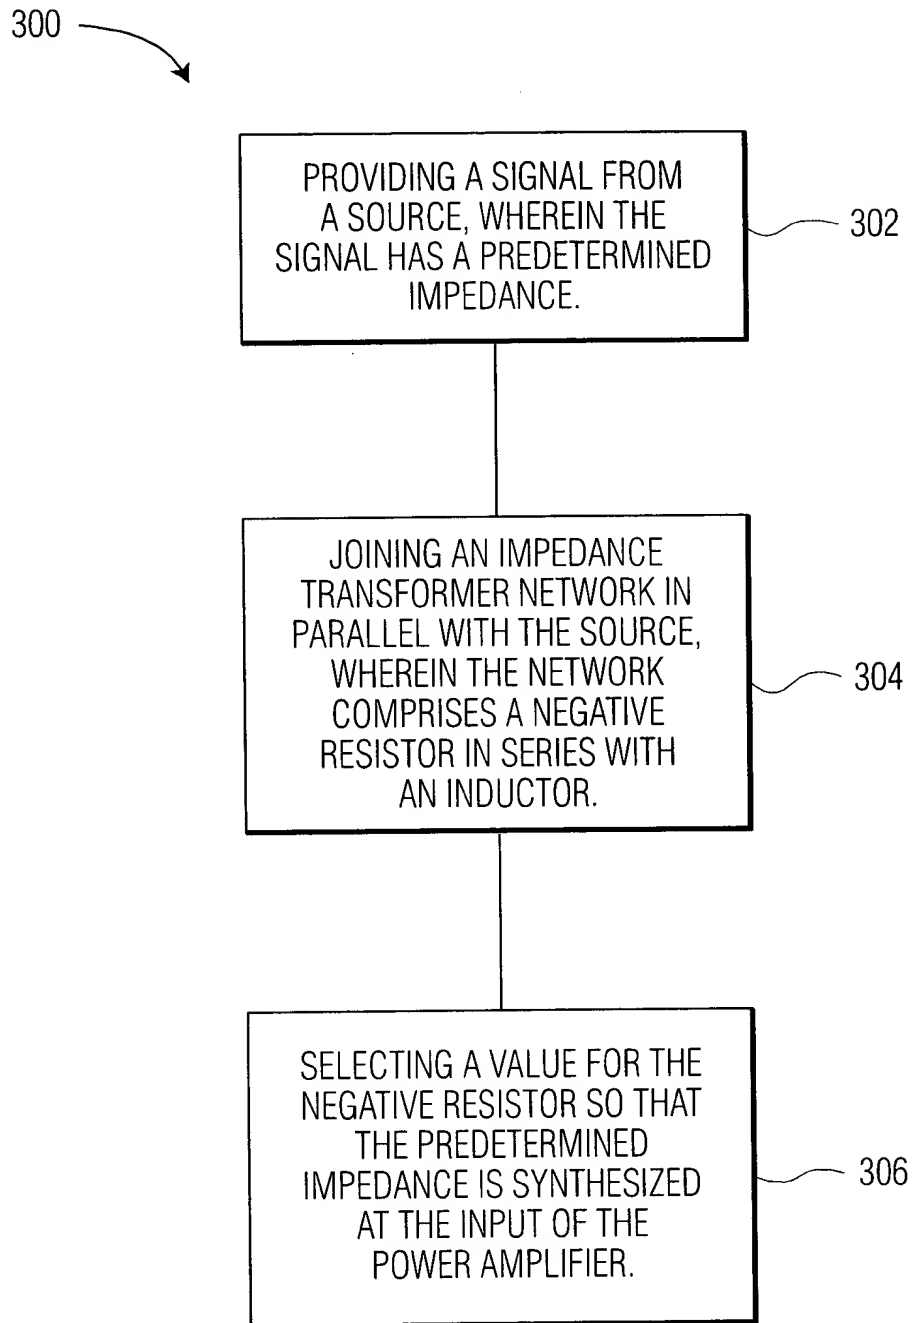 300
PROVIDING A SIGNAL FROM
A SOURCE, WHEREIN THE
SIGNAL HAS A PREDETERMINED
IMPEDANCE.
302
JOINING AN IMPEDANCE
TRANSFORMER NETWORK IN
PARALLEL WITH THE SOURCE,
WHEREIN THE NETWORK
COMPRISES A NEGATIVE
RESISTOR IN SERIES WITH
AN INDUCTOR.
304
SELECTING A VALUE FOR THE
NEGATIVE RESISTOR SO THAT
THE PREDETERMINED
IMPEDANCE IS SYNTHESIZED
AT THE INPUT OF THE
POWER AMPLIFIER.
306